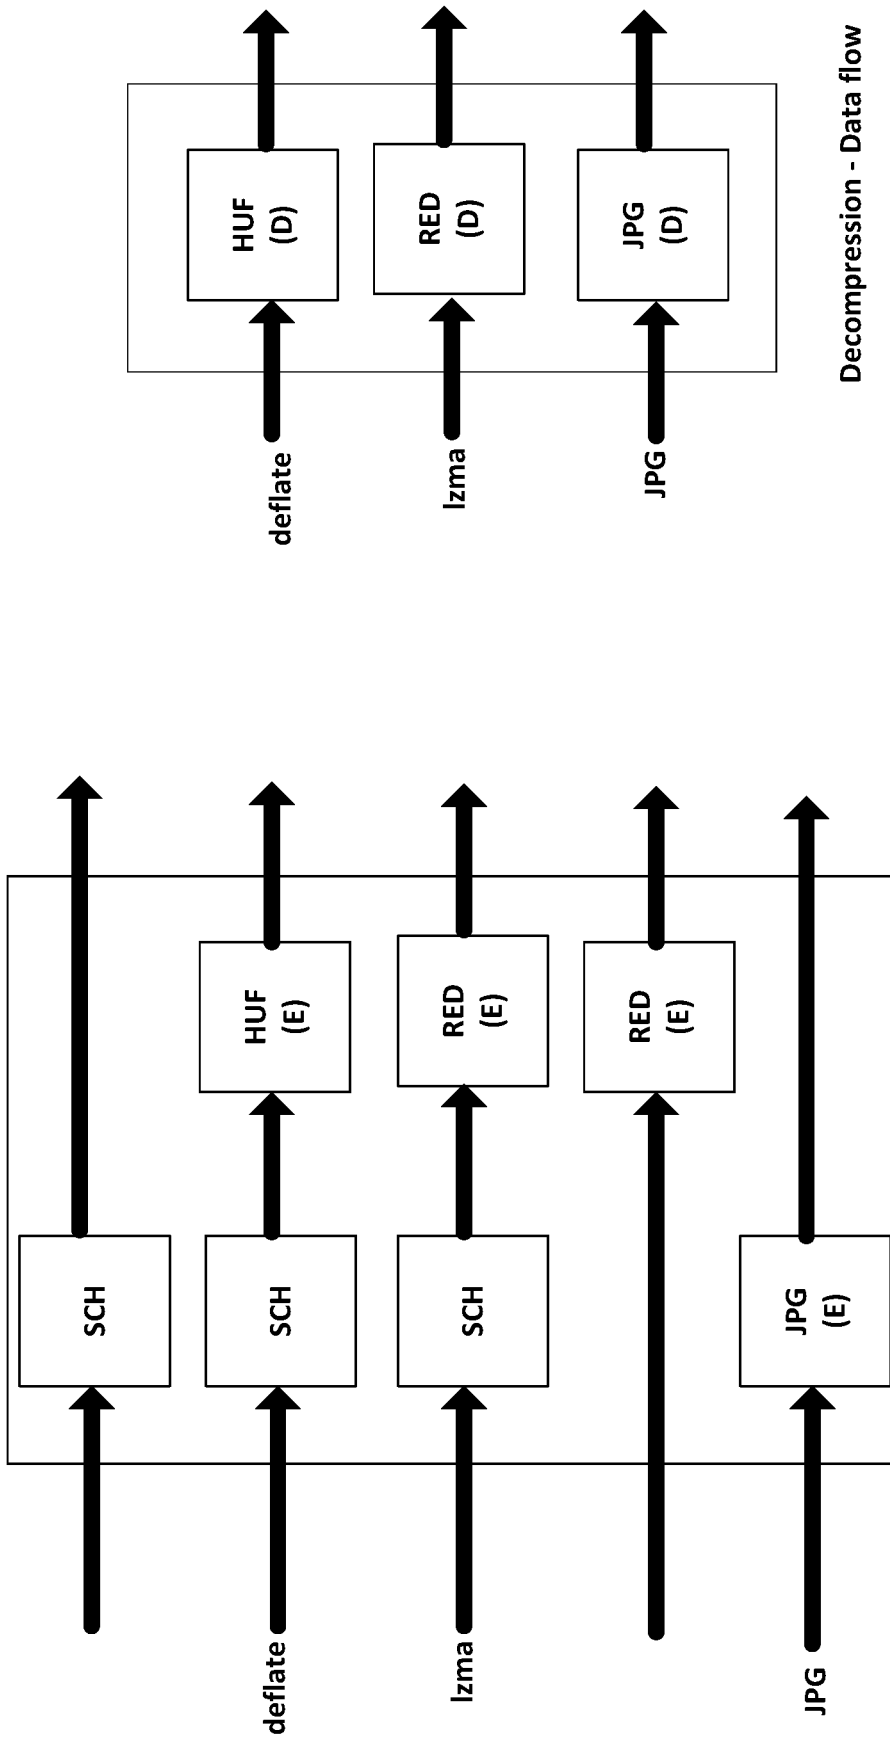 SCH
deflate
SCH
HUF
(E)
lzma
SCH
RED
(E)
RED
(E)
JPG
JPG
(E)
deflate
HUF
(D)
lzma
RED
(D)
JPG
JPG
(D)
Decompression - Data flow